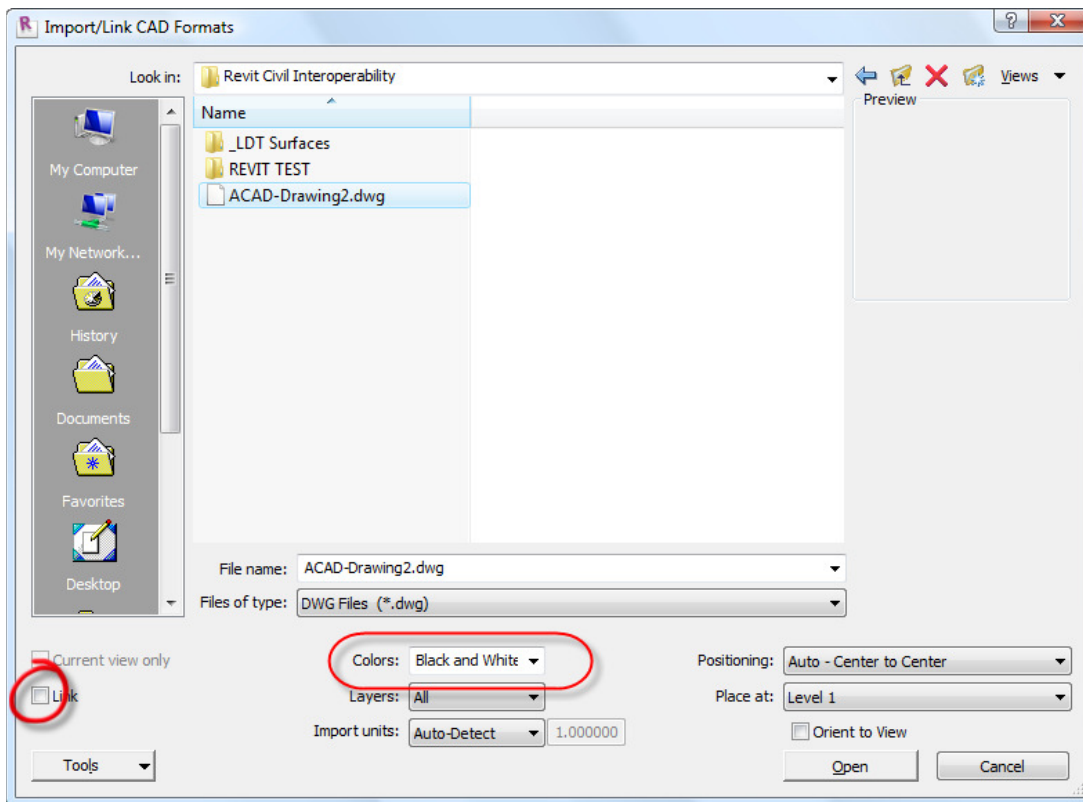 Import/Link CAD Formats
Look in: Revit Civil Interoperability
Views
Preview
Name
_LDT Surfaces
REVIT TEST
ACAD-Drawing2.dwg
My Computer
My Network...
History
Documents
Favorites
Desktop
File name: ACAD-Drawing2.dwg
Files of type: DWG Files (*.dwg)
Current view only
Colors: Black and White
Positioning: Auto - Center to Center
Link
Layers: All
Place at: Level 1
Import units: Auto-Detect 1.000000
Orient to View
Tools
Open
Cancel